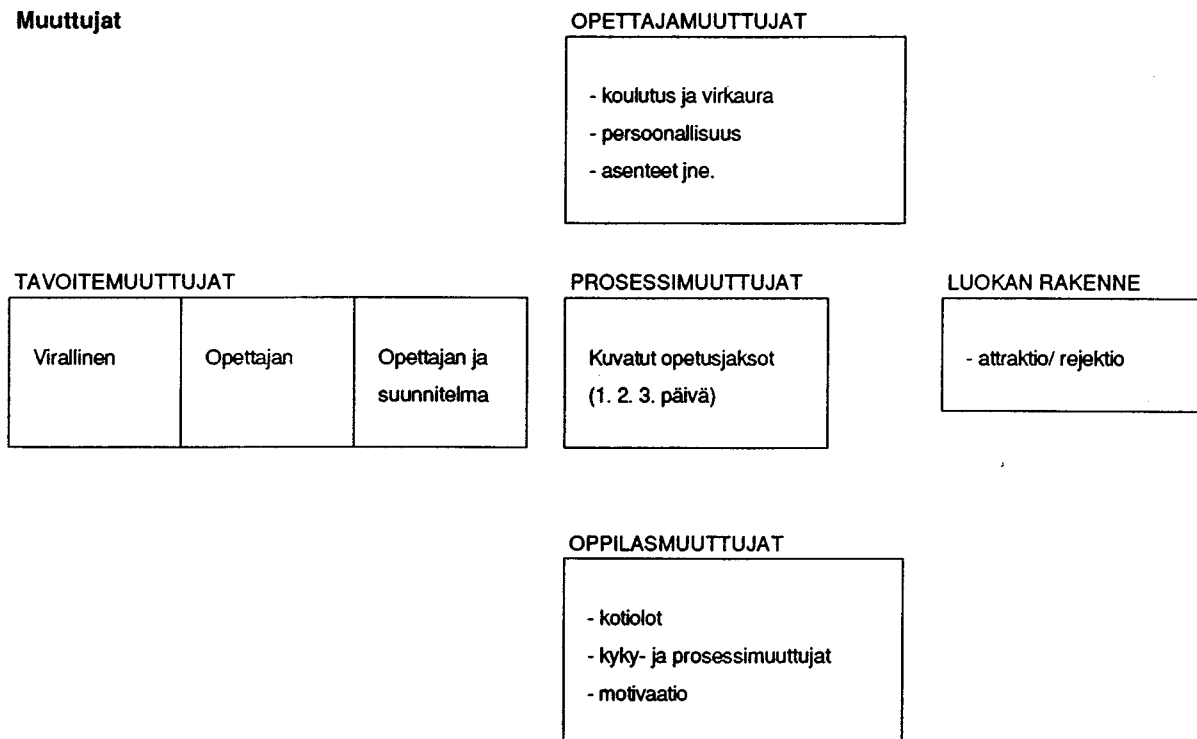 Muuttujat
OPETTAJAMUUTTUJAT
- koulutus ja virkaura
- persoonallisuus
- asenteet jne.
TAVOITEMUUTTUJAT
Virallinen
Opettajan
Opettajan ja
suunnitelma
PROSESSIMUUTTUJAT
Kuvatut opetusjaksot
(1. 2. 3. päivä)
LUOKAN RAKENNE
- attraktio/ rejektio
OPPILASMUUTTUJAT
- kotiolot
- kyky- ja prosessimuuttujat
- motivaatio